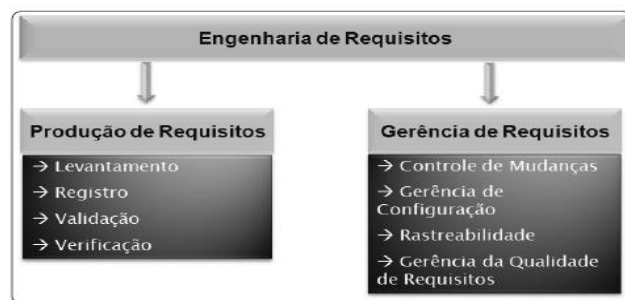 Engenharia de Requisitos
Produção de Requisitos
→ Levantamento
→ Registro
→ Validação
→ Verificação
Gerência de Requisitos
→ Controle de Mudanças
→ Gerência de
Configuração
→ Rastreabilidade
→ Gerência da Qualidade
de Requisitos